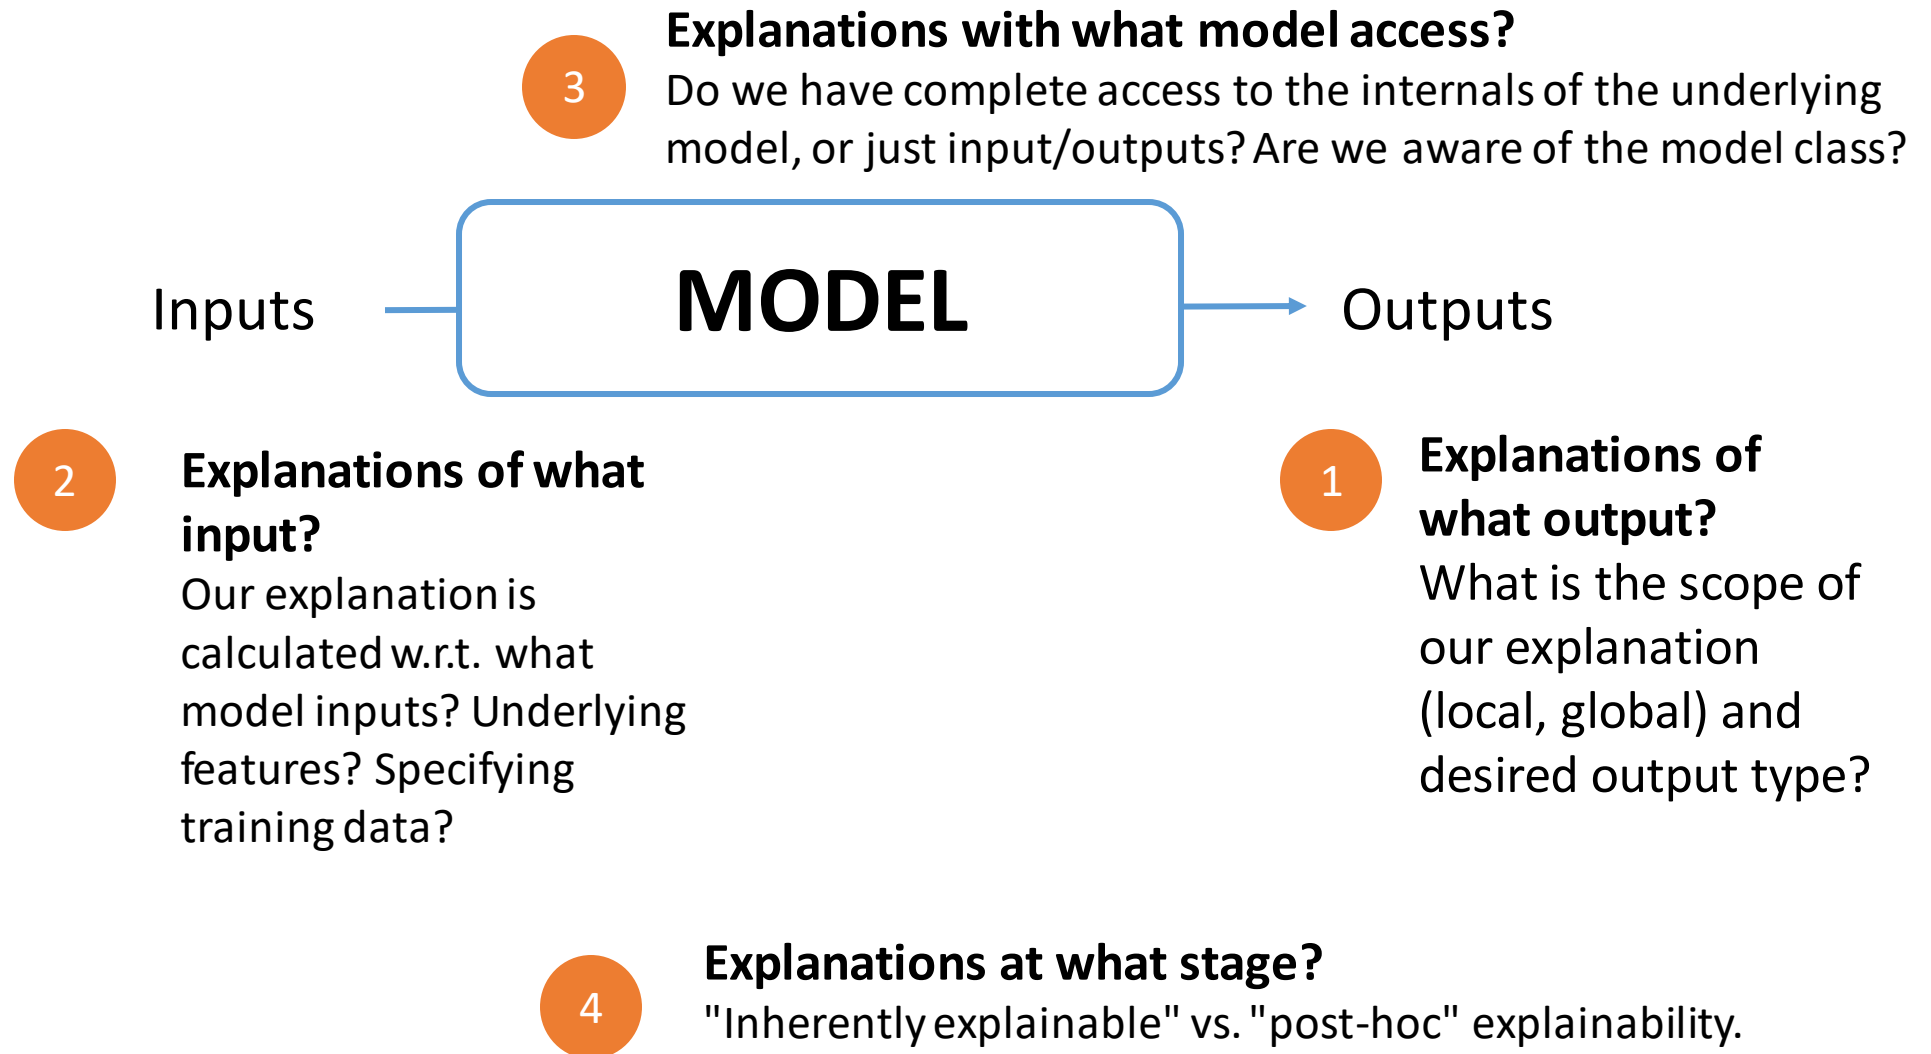 3
Explanations with what model access?
Do we have complete access to the internals of the underlying
model, or just input/outputs? Are we aware of the model class?
Inputs
MODEL
Outputs
2
Explanations of what
input?
Our explanation is
calculated w.r.t. what
model inputs? Underlying
features? Specifying
training data?
1
Explanations of
what output?
What is the scope of
our explanation
(local, global) and
desired output type?
4
Explanations at what stage?
"Inherently explainable" vs. "post-hoc" explainability.